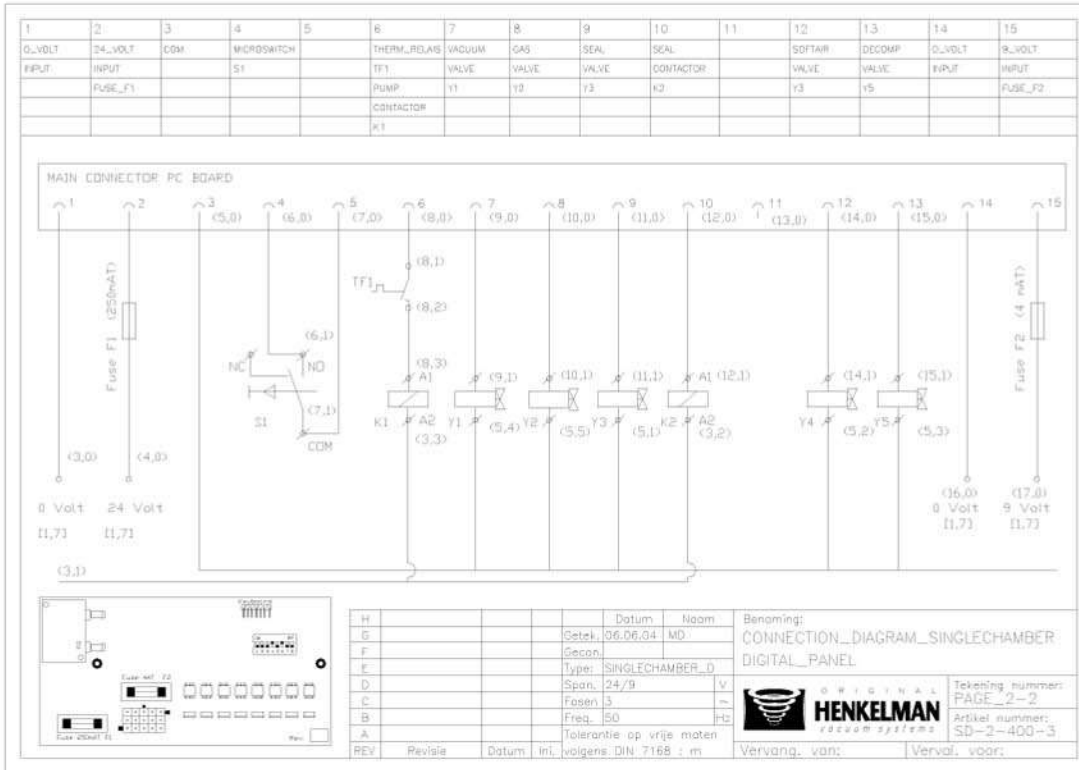 1 2 3 4 5 6 7 8 9 10 11 12 13 14 15
0_VOLT 24_VOLT COM MICROSWITCH THERM_RELAIS VACUUM GAS SEAL SEAL SOFTAIR DECOMP 0_VOLT 9_VOLT
INPUT INPUT S1 TF1 VALVE VALVE VALVE CONTACTOR VALVE VALVE INPUT INPUT
FUSE_F1 PUMP Y1 Y2 Y3 K2 Y3 Y5 FUSE_F2
CONTACTOR
K1
MAIN CONNECTOR PC BOARD
1 2 3 4 5 6 7 8 9 10 11 12 13 14 15
(5,0) (6,0) (7,0) (8,0) (9,0) (10,0) (11,0) (12,0) (13,0) (14,0) (15,0)
Fuse F1 (250mAT)
TF1
(8,1)
(8,2)
Fuse F2 (4 mAT)
(6,1)
NC NO
(8,3)
A1 (9,1) (10,1) (11,1) A1 (12,1) (14,1) (15,1)
S1 (7,1)
COM
K1 A2 Y1 (5,4) Y2 (5,5) Y3 (5,1) K2 A2 Y4 (5,2) Y5 (5,3)
(3,3) (3,2)
(3,0) (4,0)
0 Volt 24 Volt
[1,7] [1,7]
(16,0) (17,0)
0 Volt 9 Volt
[1,7] [1,7]
(3,1)
Fuse 4AT F2
Fuse 250mAT F1
Rev.
H Datum Naam
G Getek. 06.06.04 MD
F Gecon.
E Type: SINGLECHAMBER_D
D Span. 24/9 V
C Fasen 3 ~
B Freq. 50 Hz
A Tolerantie op vrije maten
REV Revisie Datum Ini. volgens DIN 7168 : m
Benaming:
CONNECTION_DIAGRAM_SINGLECHAMBER
DIGITAL_PANEL
ORIGINAL
HENKELMAN
vacuum systems
Tekening nummer:
PAGE_2-2
Artikel nummer:
SD-2-400-3
Vervang. van: Verval. voor: